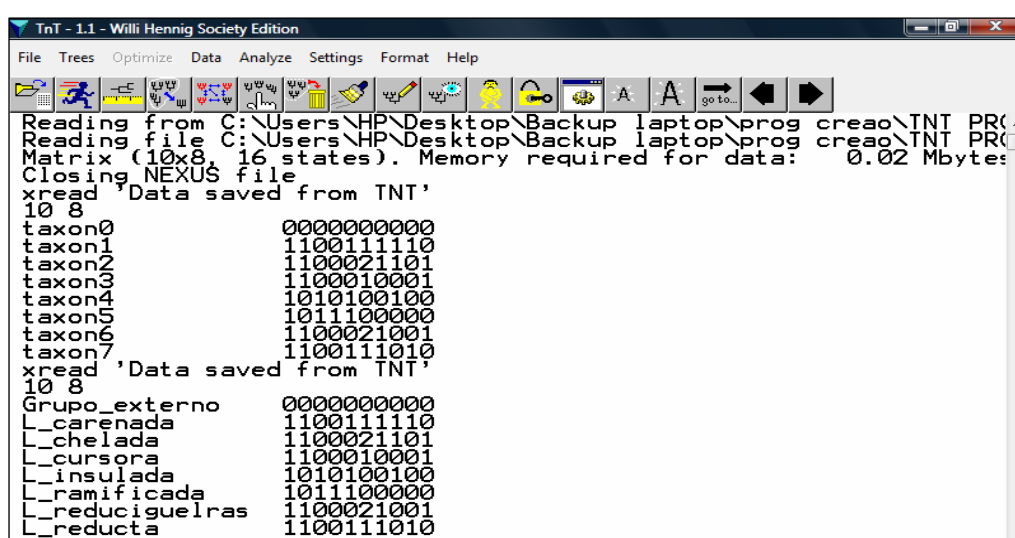 TnT - 1.1 - Willi Hennig Society Edition
File Trees Optimize Data Analyze Settings Format Help
A A go to...
Reading from C:\Users\HP\Desktop\Backup laptop\prog creao\TNT PRC
Reading file C:\Users\HP\Desktop\Backup laptop\prog creao\TNT PRC
Matrix (10x8, 16 states). Memory required for data: 0.02 Mbytes
Closing NEXUS file
xread 'Data saved from TNT'
10 8
taxon0 0000000000
taxon1 1100111110
taxon2 1100021101
taxon3 1100010001
taxon4 1010100100
taxon5 1011100000
taxon6 1100021001
taxon7 1100111010
xread 'Data saved from TNT'
10 8
Grupo_externo 0000000000
L_carenada 1100111110
L_chelada 1100021101
L_cursora 1100010001
L_insulada 1010100100
L_ramificada 1011100000
L_reduciguelras 1100021001
L_reducta 1100111010